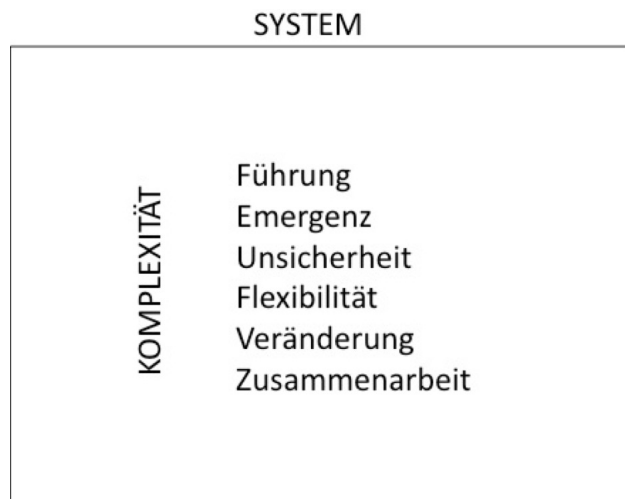 SYSTEM
KOMPLEXITÄT
Führung
Emergenz
Unsicherheit
Flexibilität
Veränderung
Zusammenarbeit